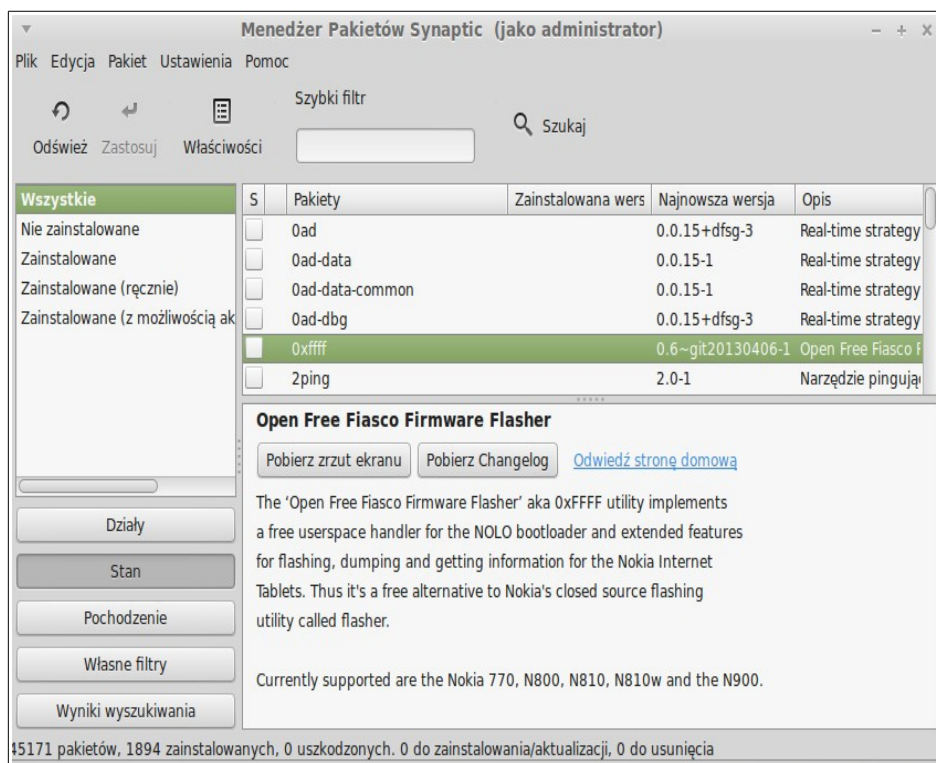 Menedżer Pakietów Synaptic (jako administrator)
Plik Edycja Pakiet Ustawienia Pomoc
Odśwież Zastosuj Właściwości
Szybki filtr
Szukaj
Wszystkie
Nie zainstalowane
Zainstalowane
Zainstalowane (ręcznie)
Zainstalowane (z możliwością ak
Działy
Stan
Pochodzenie
Własne filtry
Wyniki wyszukiwania
S Pakiety Zainstalowana wers Najnowsza wersja Opis
0ad 0.0.15+dfsg-3 Real-time strategy
0ad-data 0.0.15-1 Real-time strategy
0ad-data-common 0.0.15-1 Real-time strategy
0ad-dbg 0.0.15+dfsg-3 Real-time strategy
0xffff 0.6~git20130406-1 Open Free Fiasco F
2ping 2.0-1 Narzędzie pingując
Open Free Fiasco Firmware Flasher
Pobierz zrzut ekranu Pobierz Changelog Odwiedź stronę domową
The ‘Open Free Fiasco Firmware Flasher’ aka 0xFFFF utility implements
a free userspace handler for the NOLO bootloader and extended features
for flashing, dumping and getting information for the Nokia Internet
Tablets. Thus it's a free alternative to Nokia's closed source flashing
utility called flasher.
Currently supported are the Nokia 770, N800, N810, N810w and the N900.
45171 pakietów, 1894 zainstalowanych, 0 uszkodzonych. 0 do zainstalowania/aktualizacji, 0 do usunięcia